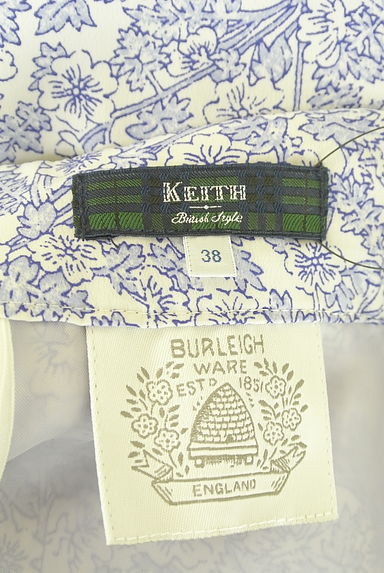 KEITH
British Style
38
BURLEIGH
WARE
ESTD 1851
ENGLAND